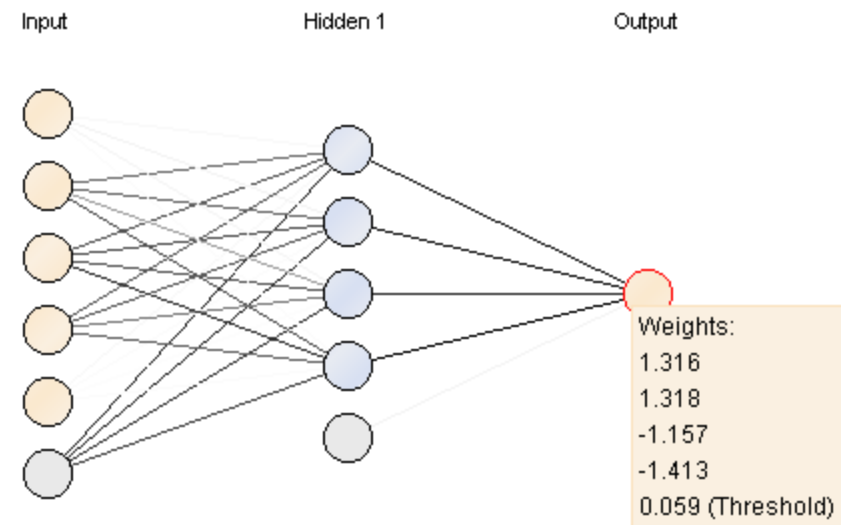 Input
Hidden 1
Output
Weights:
1.316
1.318
-1.157
-1.413
0.059 (Threshold)